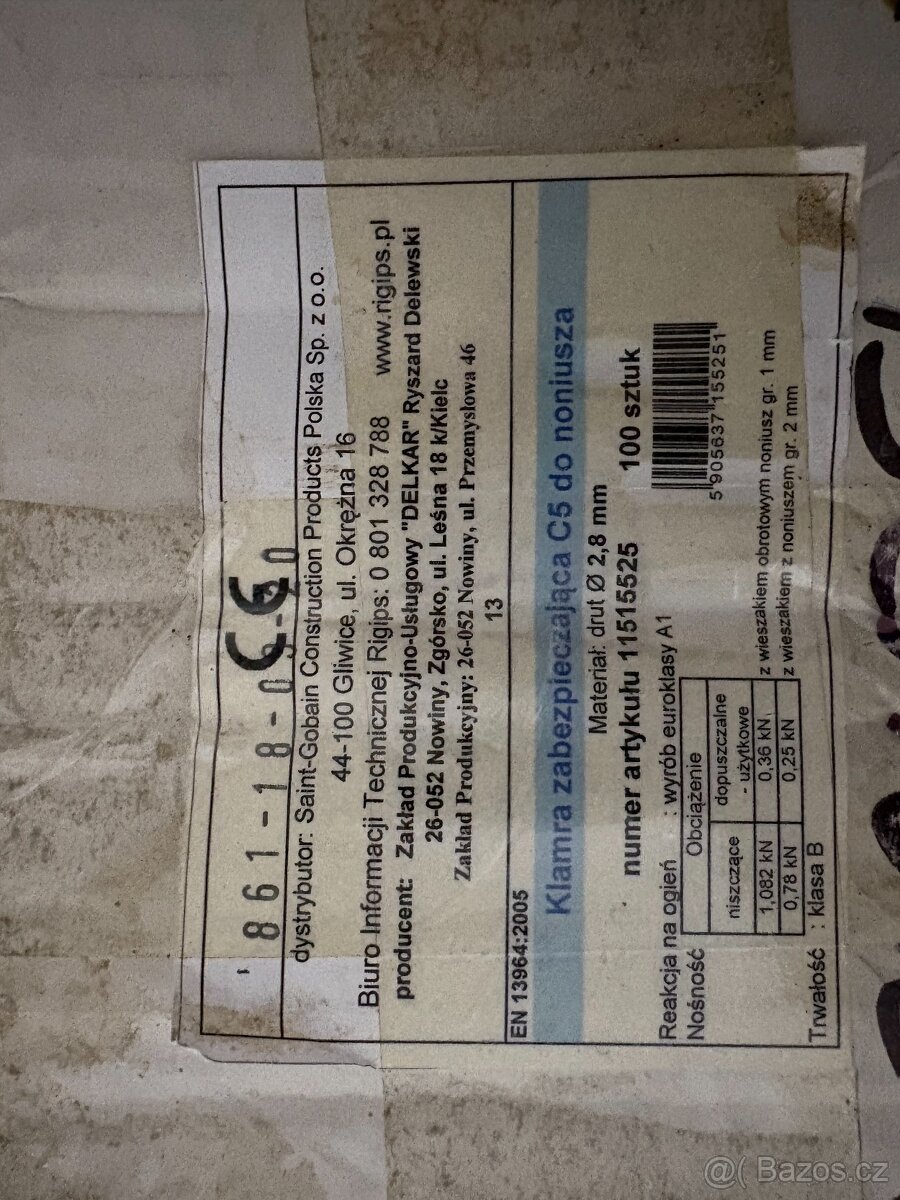 861-18-09-20
CE
dystrybutor: Saint-Gobain Construction Products Polska Sp. z o.o.
44-100 Gliwice, ul. Okrężna 16
Biuro Informacji Technicznej Rigips: 0 801 328 788 www.rigips.pl
producent: Zakład Produkcyjno-Usługowy "DELKAR" Ryszard Delewski
26-052 Nowiny, Zgórsko, ul. Leśna 18 k/Kielc
Zakład Produkcyjny: 26-052 Nowiny, ul. Przemysłowa 46
13
EN 13964:2005
Klamra zabezpieczająca C5 do noniusza
Materiał: drut Ø 2,8 mm
numer artykułu 11515525 100 sztuk
5 905637 155251
Reakcja na ogień : wyrób euroklasy A1
Nośność Obciążenie
niszczące dopuszczalne - użytkowe
1,082 kN 0,36 kN z wieszakiem obrotowym noniusz gr. 1 mm
0,78 kN 0,25 kN z wieszakiem z noniuszem gr. 2 mm
Trwałość : klasa B
@( Bazos.cz